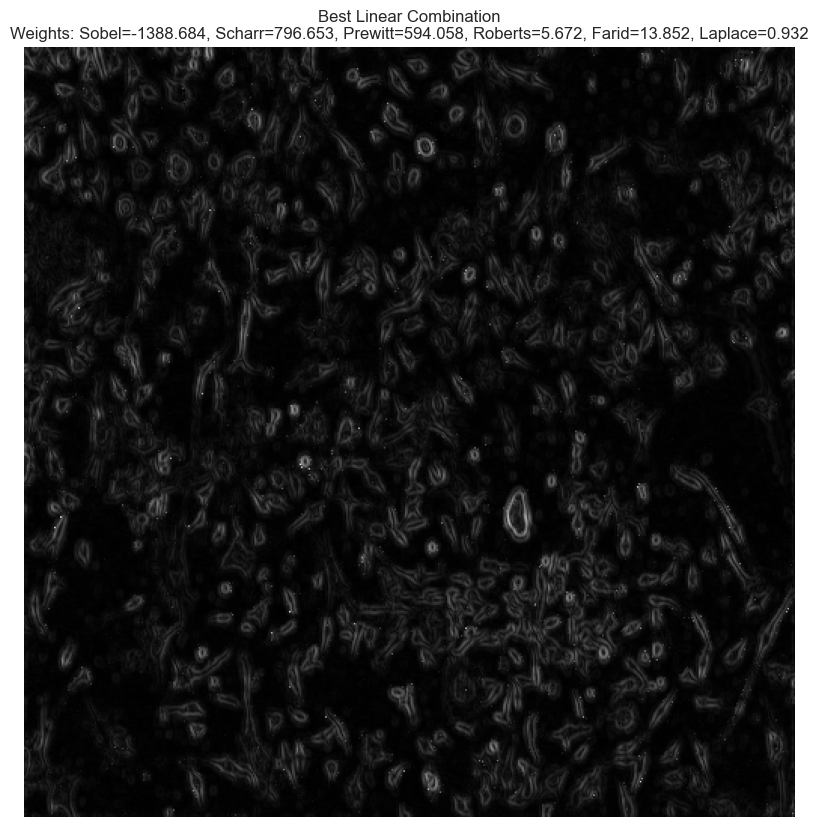 Best Linear Combination
Weights: Sobel=-1388.684, Scharr=796.653, Prewitt=594.058, Roberts=5.672, Farid=13.852, Laplace=0.932